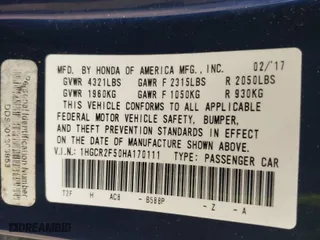 MFD. BY HONDA OF AMERICA MFG., INC. 02/'17
GVWR 4321LBS GAWR F 2315LBS R 2050LBS
GVWR 1960KG GAWR F 1050KG R 930KG
THIS VEHICLE CONFORMS TO ALL APPLICABLE
FEDERAL MOTOR VEHICLE SAFETY, BUMPER,
AND THEFT PREVENTION STANDARDS IN EFFECT
ON THE DATE OF MANUFACTURE SHOWN ABOVE.
V.I.N.: 1HGCR2F50HA170111 TYPE: PASSENGER CAR
T2F H AC8 - B588P - Z - A